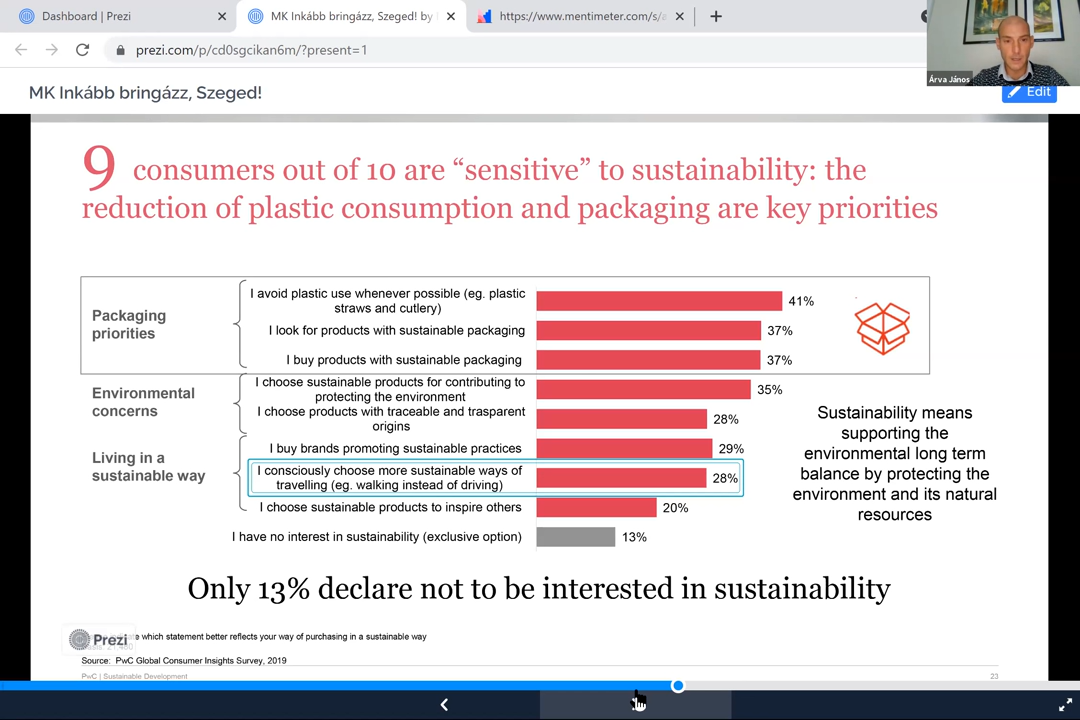 Dashboard | Prezi
MK Inkább bringázz, Szeged! by
https://www.mentimeter.com/s/
prezi.com/p/cd0sgcikan6m/?present=1
Árva János
MK Inkább bringázz, Szeged!
Edit
9 consumers out of 10 are “sensitive” to sustainability: the
reduction of plastic consumption and packaging are key priorities
Packaging
priorities
I avoid plastic use whenever possible (eg. plastic
straws and cutlery)
41%
I look for products with sustainable packaging
37%
I buy products with sustainable packaging
37%
Environmental
concerns
I choose sustainable products for contributing to
protecting the environment
35%
I choose products with traceable and trasparent
origins
28%
Living in a
sustainable way
I buy brands promoting sustainable practices
29%
I consciously choose more sustainable ways of
travelling (eg. walking instead of driving)
28%
I choose sustainable products to inspire others
20%
I have no interest in sustainability (exclusive option)
13%
Sustainability means
supporting the
environmental long term
balance by protecting the
environment and its natural
resources
Only 13% declare not to be interested in sustainability
Prezi
which statement better reflects your way of purchasing in a sustainable way
Source: PwC Global Consumer Insights Survey, 2019
PwC | Sustainable Development
23